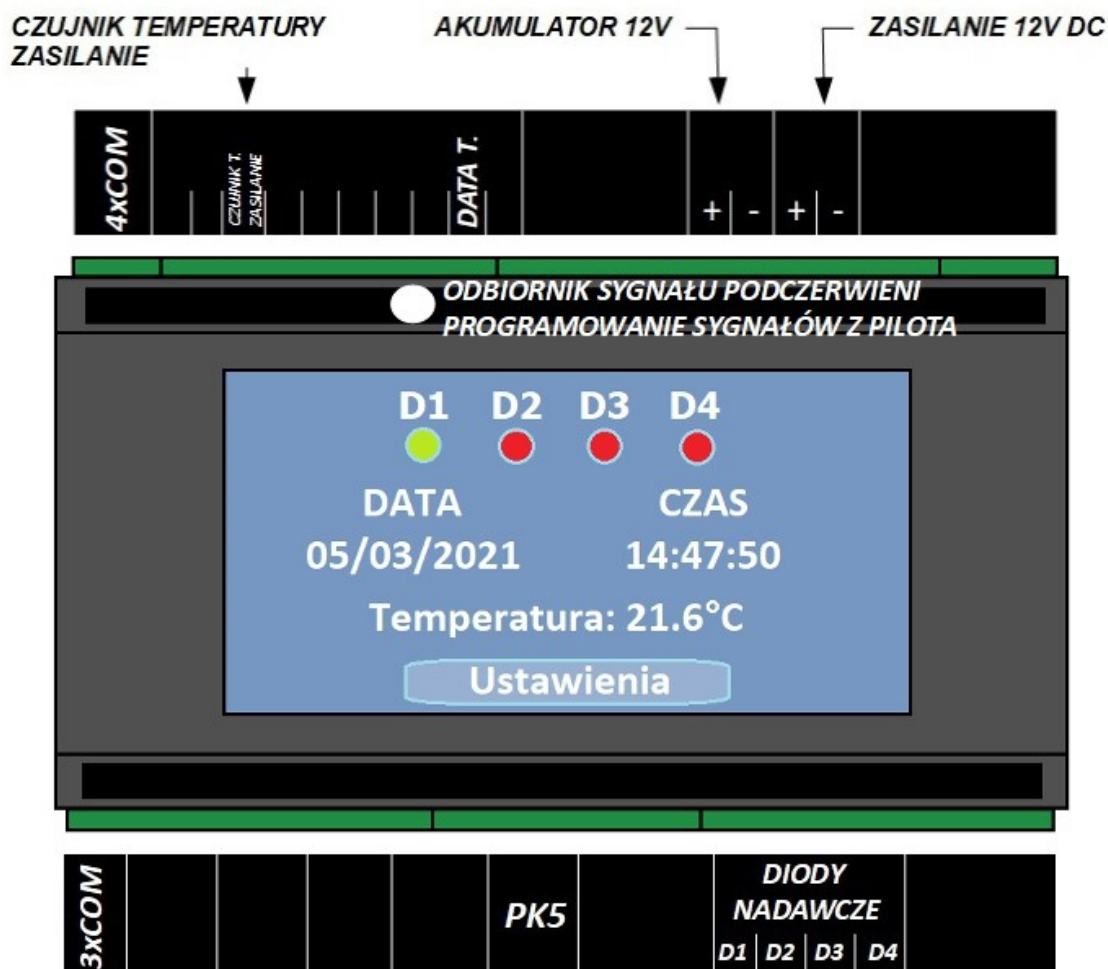 CZUJNIK TEMPERATURY
ZASILANIE
AKUMULATOR 12V
ZASILANIE 12V DC
4xCOM
CZUJNIK T.
ZASILANIE
DATA T.
+ - + -
ODBIORNIK SYGNAŁU PODCZERWIENI
PROGRAMOWANIE SYGNAŁÓW Z PILOTA
D1 D2 D3 D4
DATA CZAS
05/03/2021 14:47:50
Temperatura: 21.6°C
Ustawienia
3xCOM
PK5
DIODY
NADAWCZE
D1 D2 D3 D4